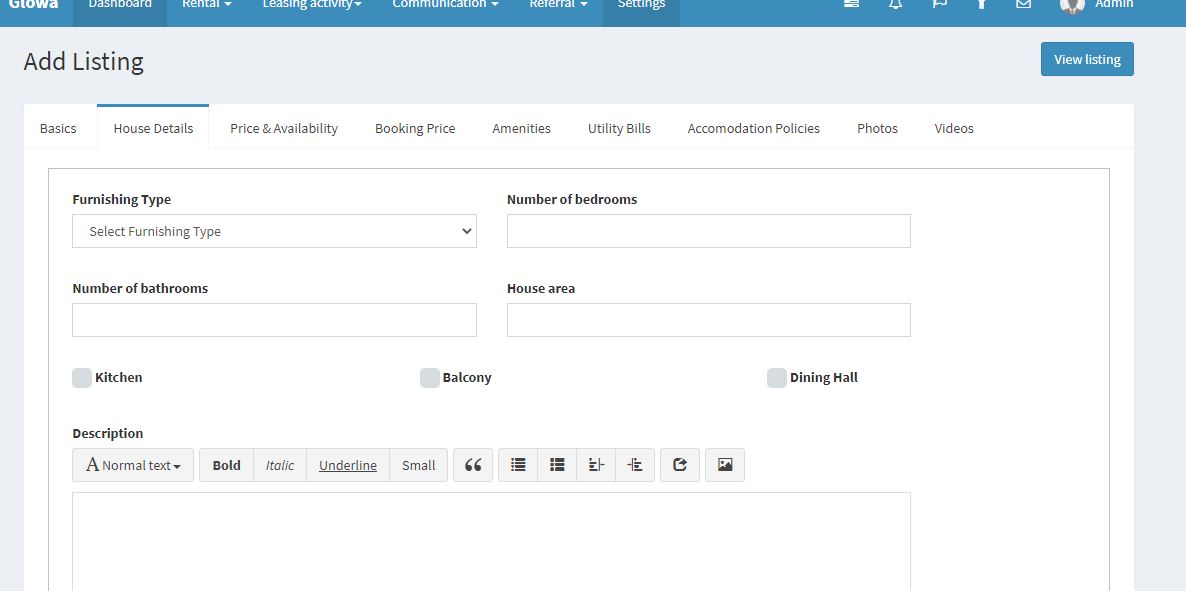 Glowa Dashboard Rental Leasing activity Communication Referral Settings Admin
Add Listing
View listing
Basics House Details Price & Availability Booking Price Amenities Utility Bills Accomodation Policies Photos Videos
Furnishing Type
Number of bedrooms
Select Furnishing Type
Number of bathrooms
House area
Kitchen Balcony Dining Hall
Description
A Normal text Bold Italic Underline Small